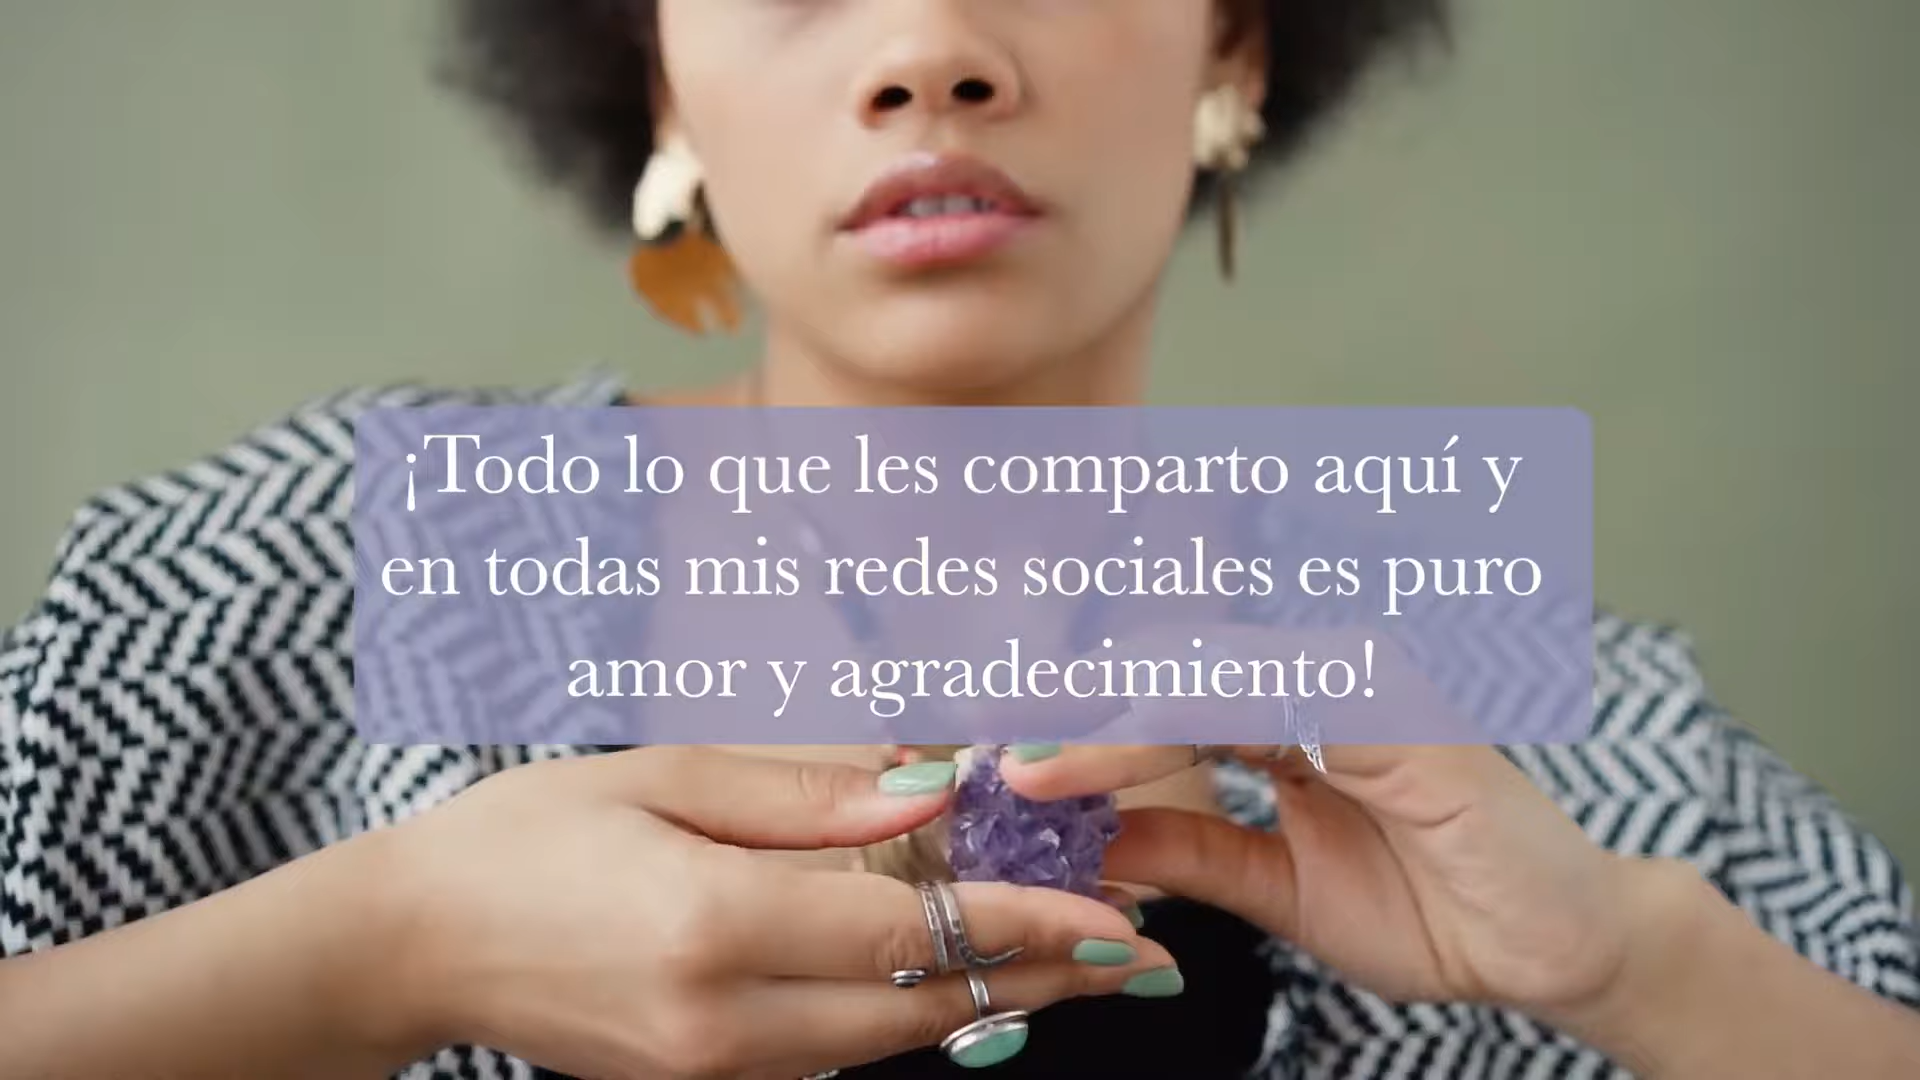 ¡Todo lo que les comparto aquí y
en todas mis redes sociales es puro
amor y agradecimiento!